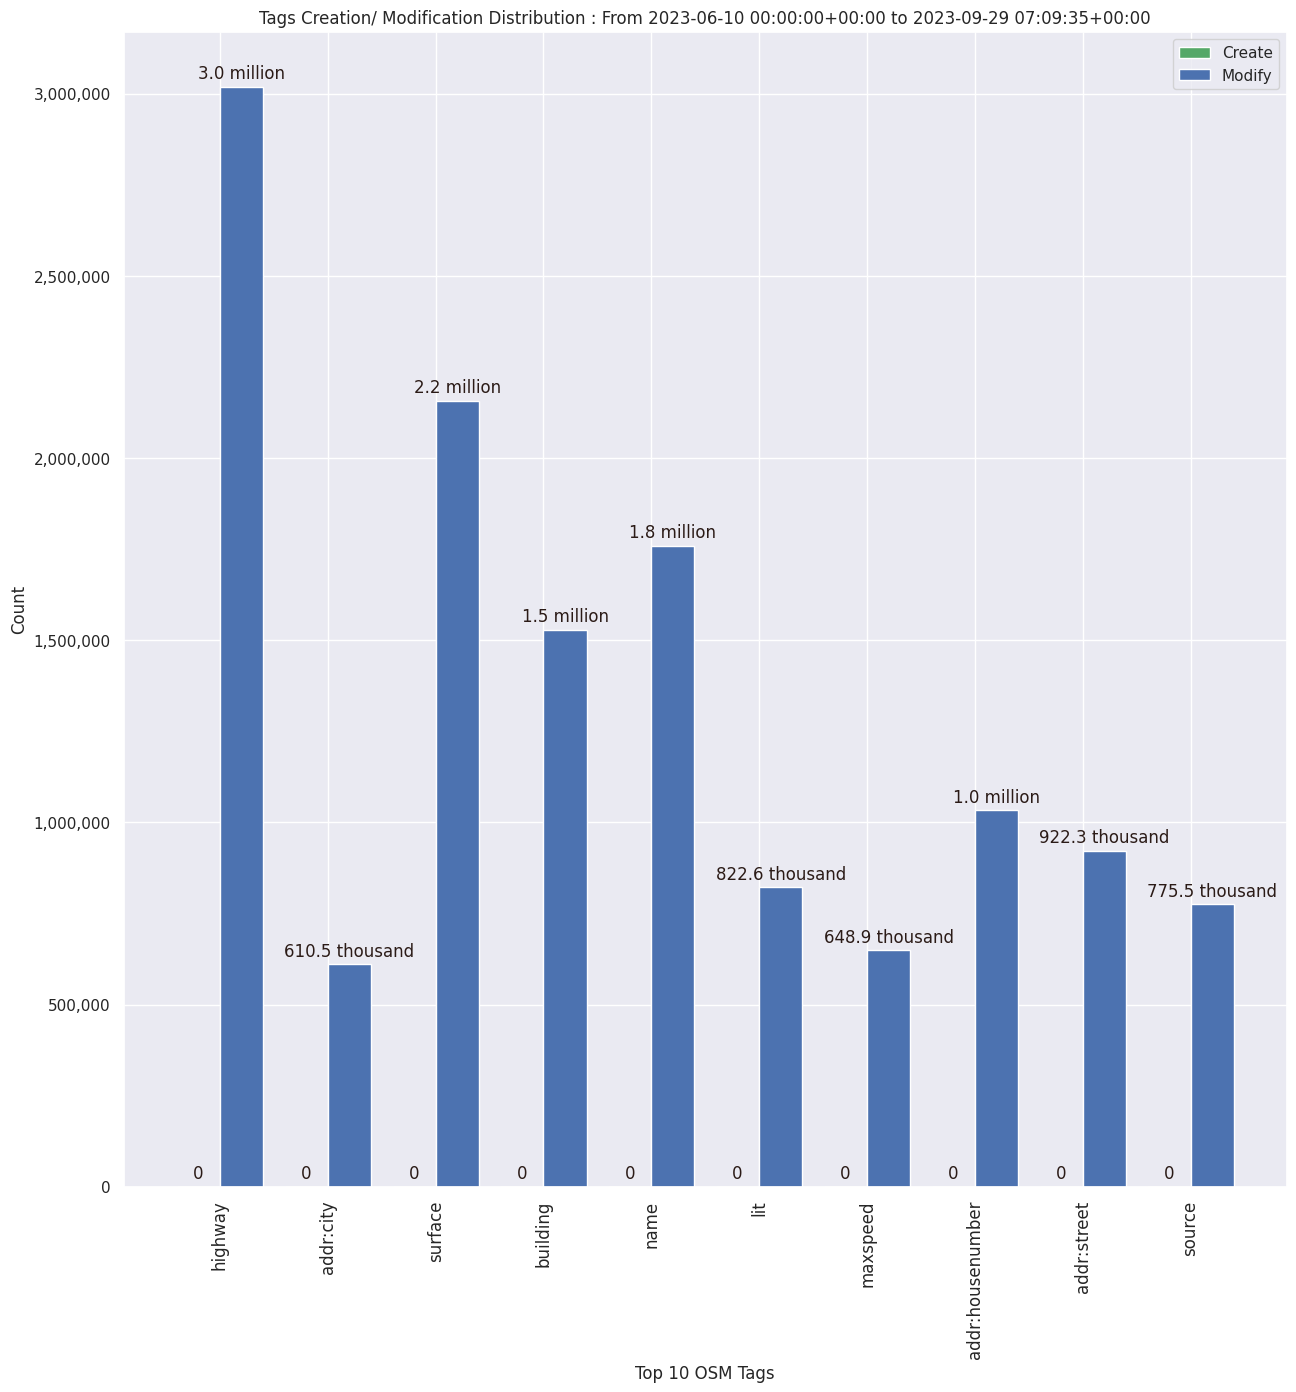 Tags Creation/ Modification Distribution : From 2023-06-10 00:00:00+00:00 to 2023-09-29 07:09:35+00:00
Create
Modify
3.0 million
610.5 thousand
2.2 million
1.5 million
1.8 million
822.6 thousand
648.9 thousand
1.0 million
922.3 thousand
775.5 thousand
0 0 0 0 0 0 0 0 0 0
3,000,000
2,500,000
2,000,000
1,500,000
1,000,000
500,000
0
Count
highway
addr:city
surface
building
name
lit
maxspeed
addr:housenumber
addr:street
source
Top 10 OSM Tags